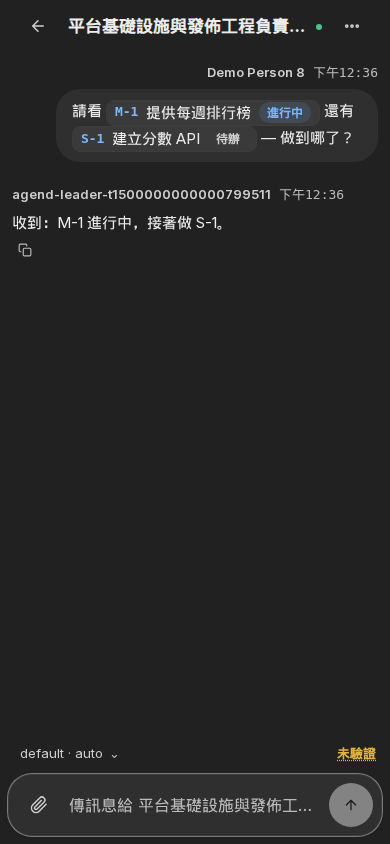 平台基礎設施與發佈工程負責...
Demo Person 8 下午12:36
請看 M-1 提供每週排行榜 進行中 還有
S-1 建立分數 API 待辦 — 做到哪了？
agend-leader-t1500000000000799511 下午12:36
收到：M-1 進行中，接著做 S-1。
default · auto
未驗證
傳訊息給 平台基礎設施與發佈工...